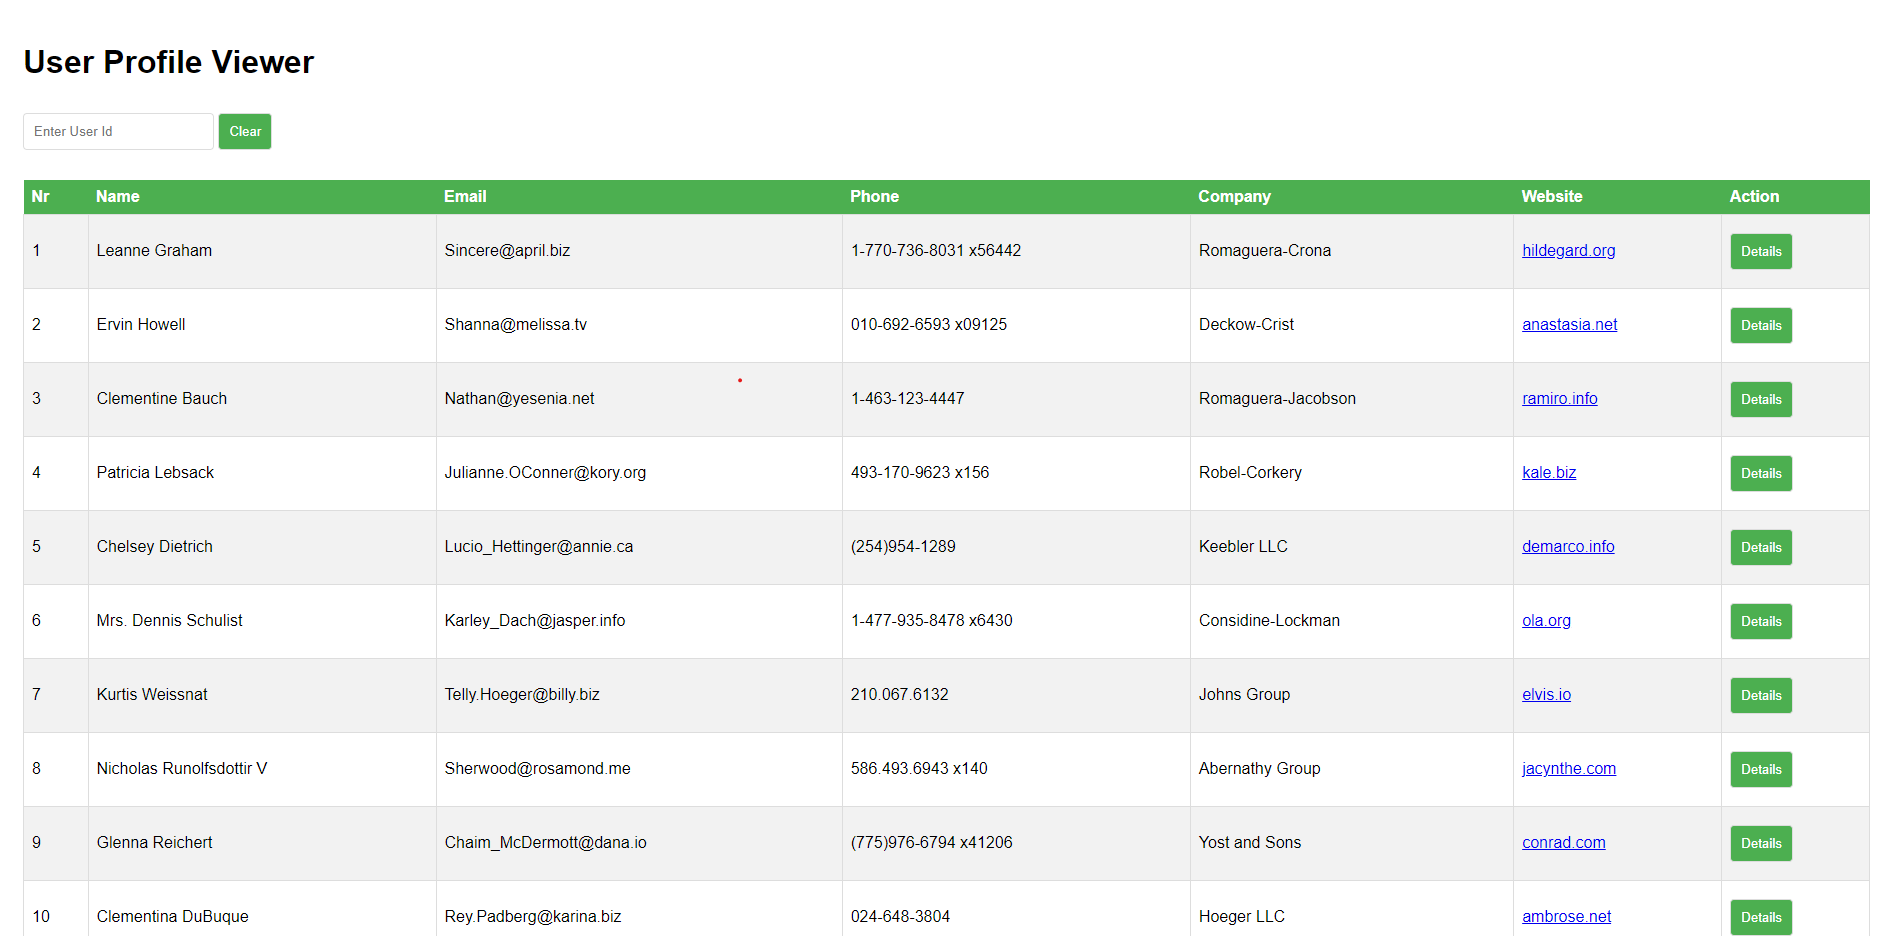 User Profile Viewer
Enter User Id Clear
Nr Name Email Phone Company Website Action
1 Leanne Graham Sincere@april.biz 1-770-736-8031 x56442 Romaguera-Crona hildegard.org Details
2 Ervin Howell Shanna@melissa.tv 010-692-6593 x09125 Deckow-Crist anastasia.net Details
3 Clementine Bauch Nathan@yesenia.net 1-463-123-4447 Romaguera-Jacobson ramiro.info Details
4 Patricia Lebsack Julianne.OConner@kory.org 493-170-9623 x156 Robel-Corkery kale.biz Details
5 Chelsey Dietrich Lucio_Hettinger@annie.ca (254)954-1289 Keebler LLC demarco.info Details
6 Mrs. Dennis Schulist Karley_Dach@jasper.info 1-477-935-8478 x6430 Considine-Lockman ola.org Details
7 Kurtis Weissnat Telly.Hoeger@billy.biz 210.067.6132 Johns Group elvis.io Details
8 Nicholas Runolfsdottir V Sherwood@rosamond.me 586.493.6943 x140 Abernathy Group jacynthe.com Details
9 Glenna Reichert Chaim_McDermott@dana.io (775)976-6794 x41206 Yost and Sons conrad.com Details
10 Clementina DuBuque Rey.Padberg@karina.biz 024-648-3804 Hoeger LLC ambrose.net Details